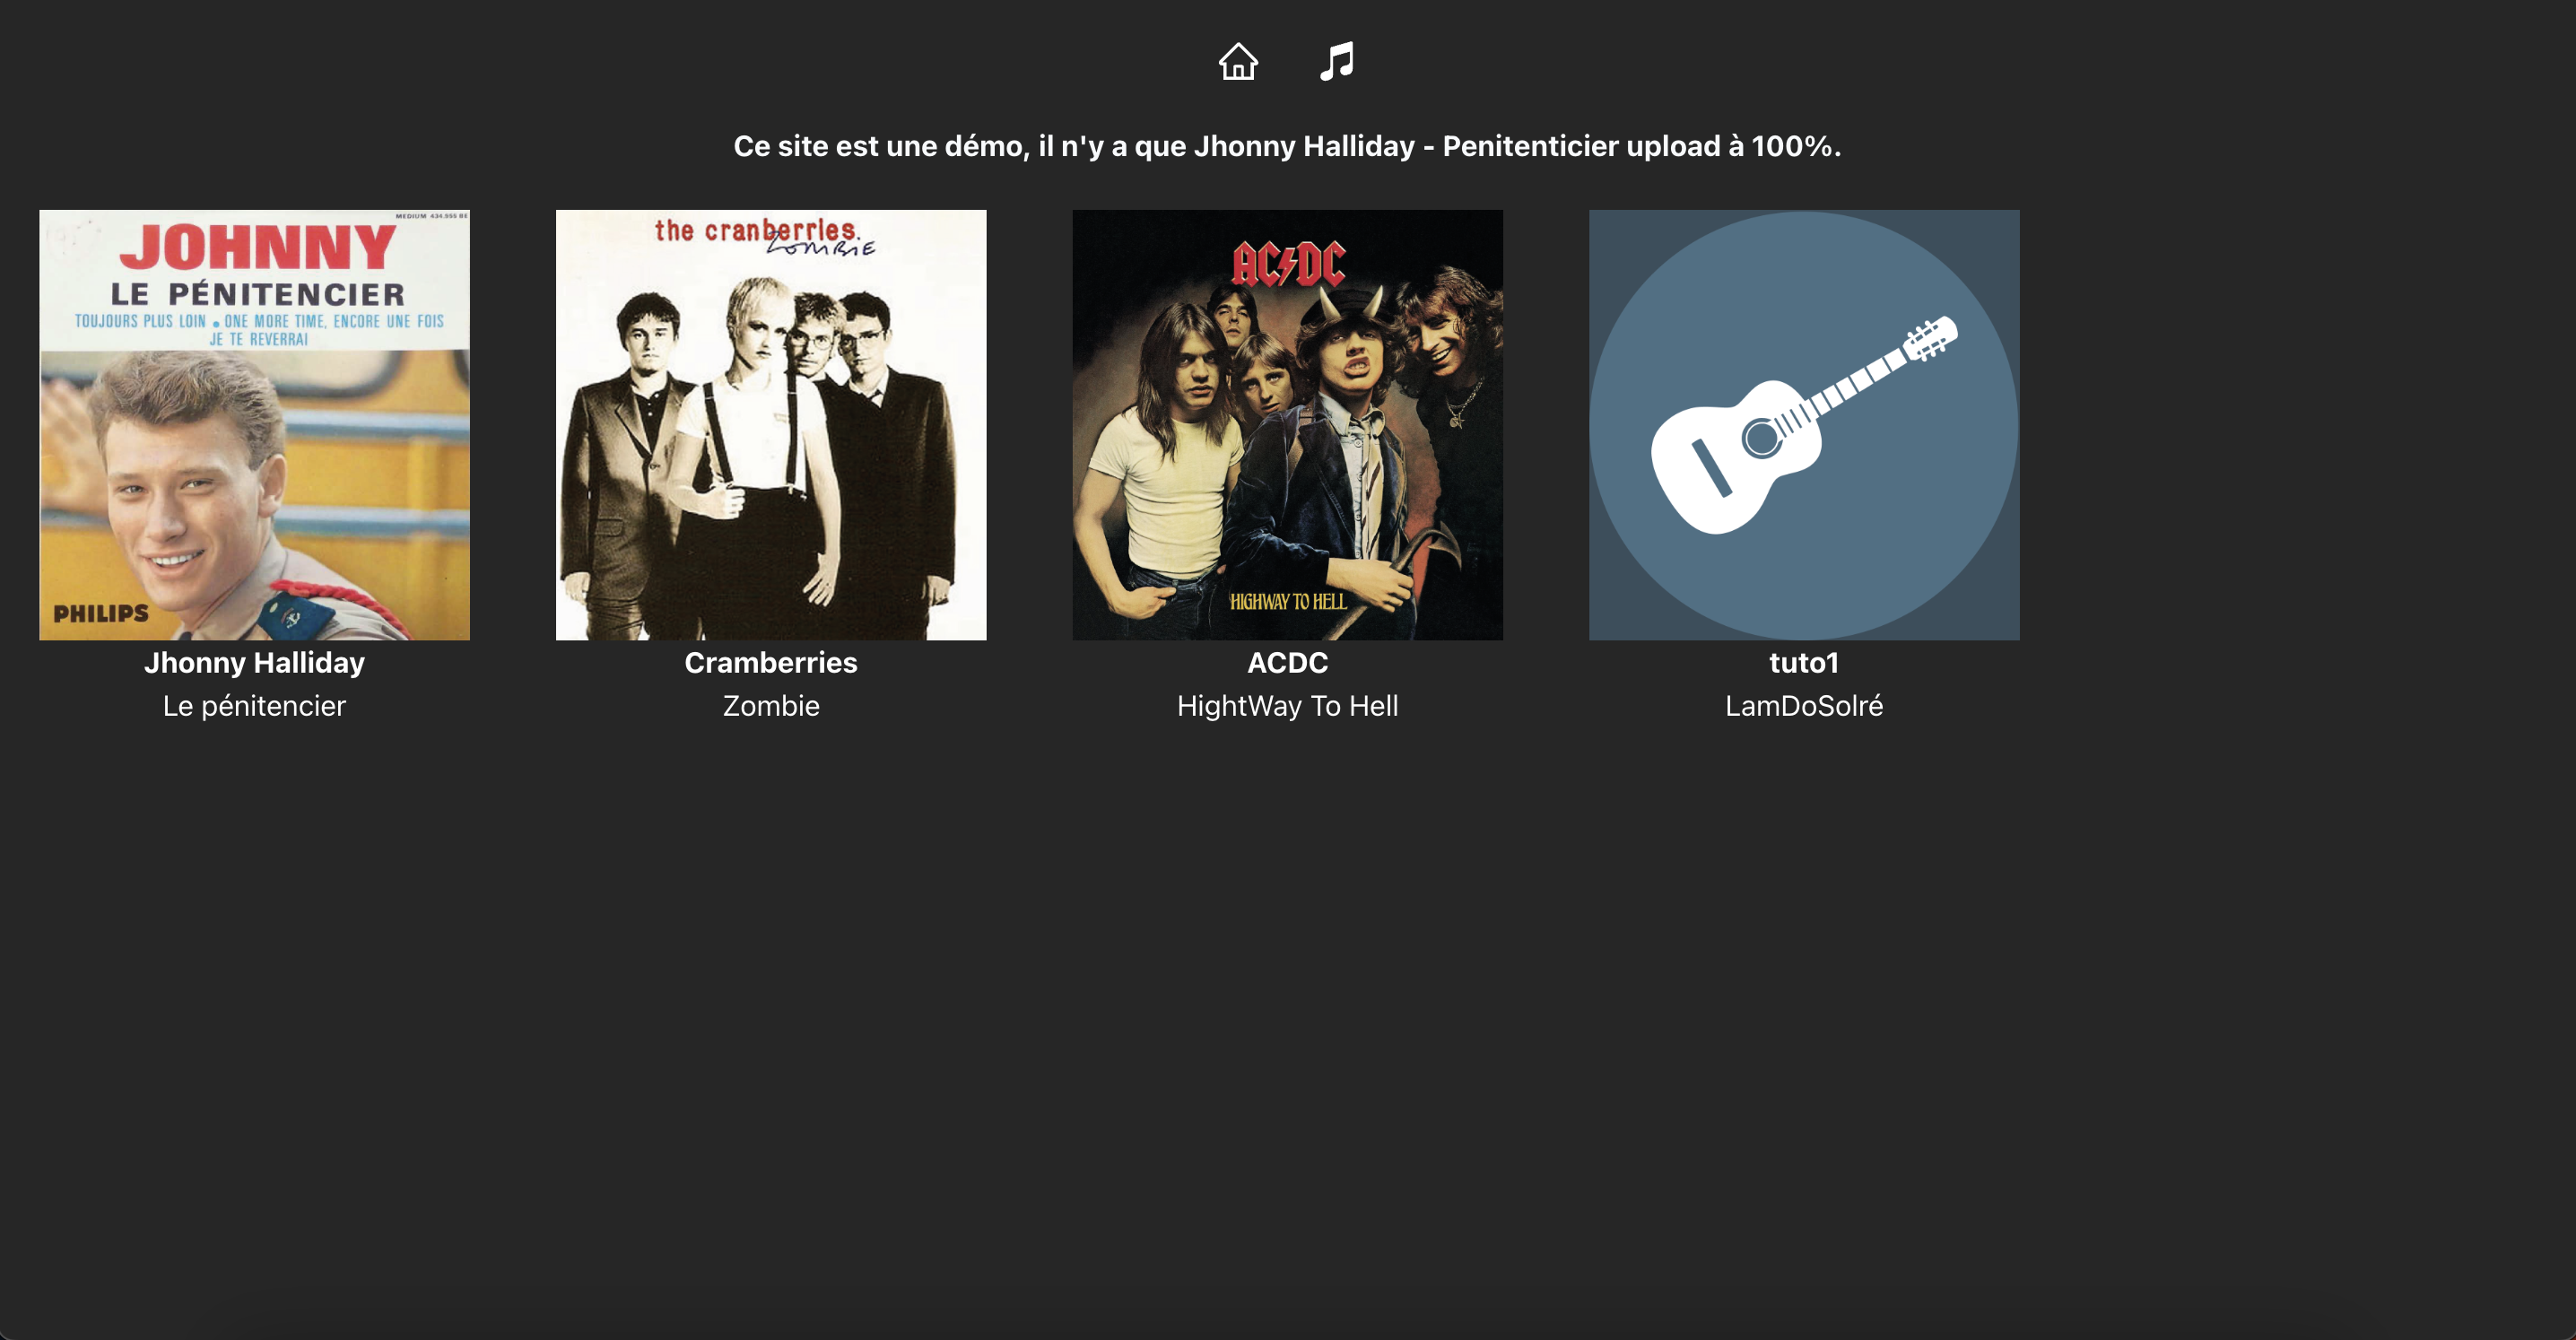 Ce site est une démo, il n'y a que Jhonny Halliday - Penitenticier upload à 100%.
MEDIUM 434.955 BE
JOHNNY
LE PÉNITENCIER
TOUJOURS PLUS LOIN • ONE MORE TIME, ENCORE UNE FOIS
JE TE REVERRAI
PHILIPS
Jhonny Halliday
Le pénitencier
the cranberries.
ZOMBIE
Cramberries
Zombie
AC⚡DC
HIGHWAY TO HELL
ACDC
HightWay To Hell
tuto1
LamDoSolré